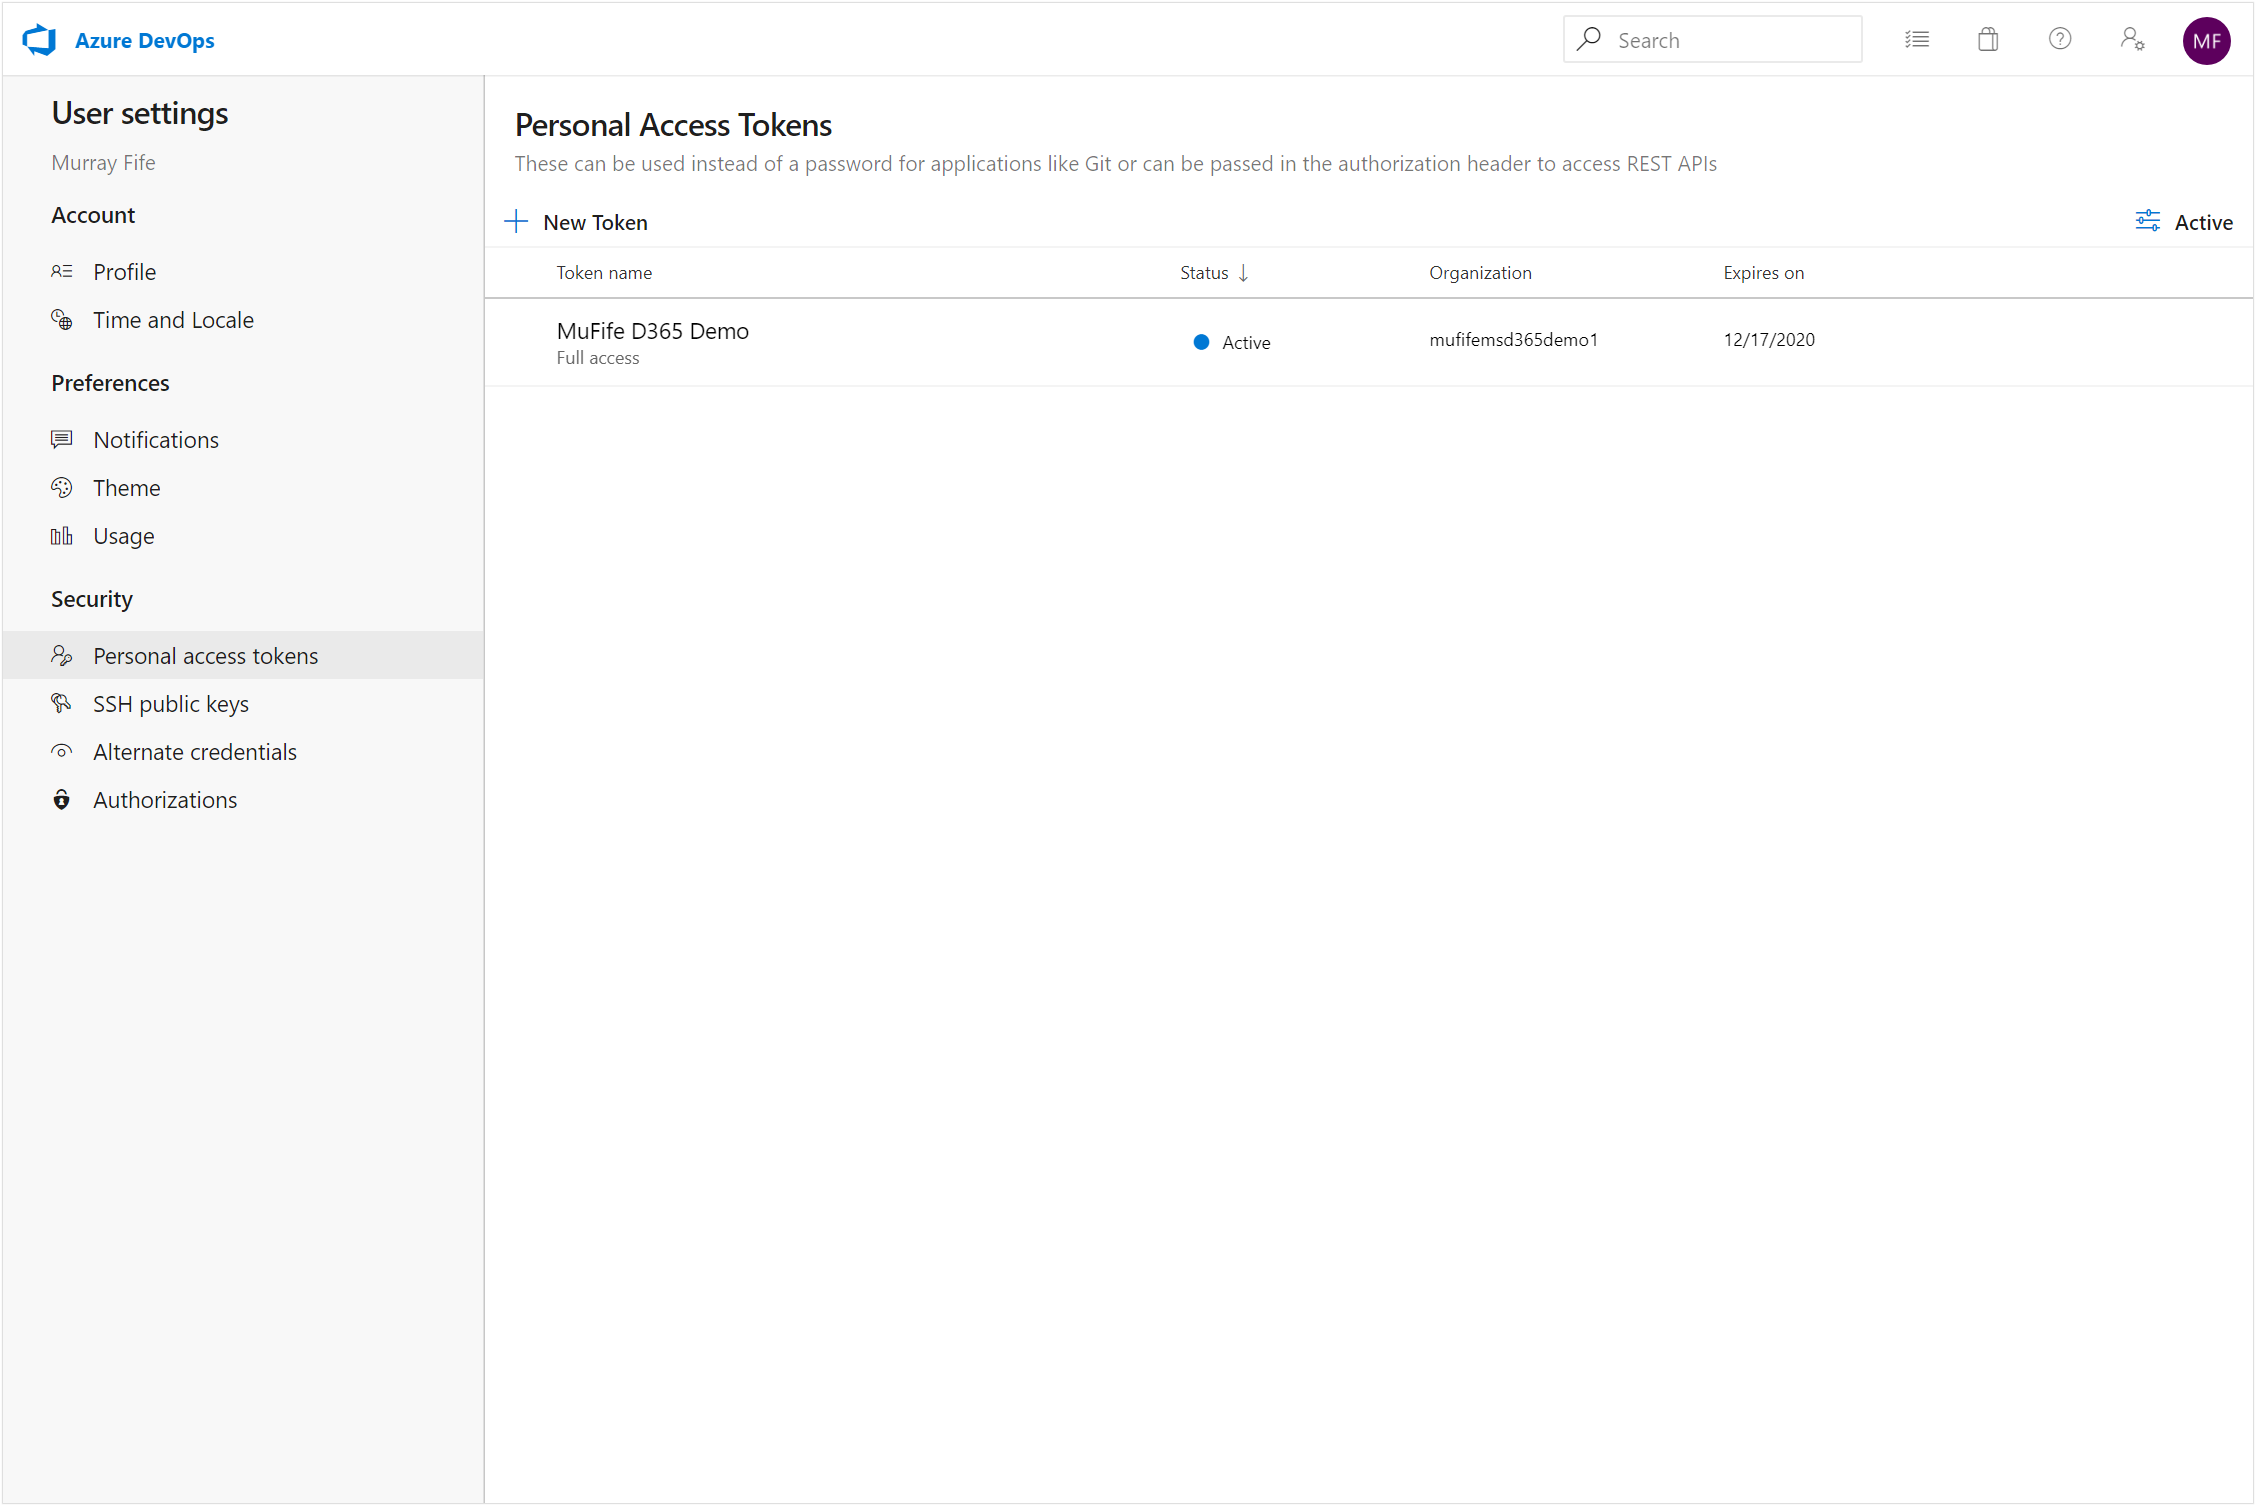 Azure DevOps
Search
MF
User settings
Murray Fife
Account
Profile
Time and Locale
Preferences
Notifications
Theme
Usage
Security
Personal access tokens
SSH public keys
Alternate credentials
Authorizations
Personal Access Tokens
These can be used instead of a password for applications like Git or can be passed in the authorization header to access REST APIs
New Token
Active
Token name Status ↓ Organization Expires on
MuFife D365 Demo Active mufifemsd365demo1 12/17/2020
Full access